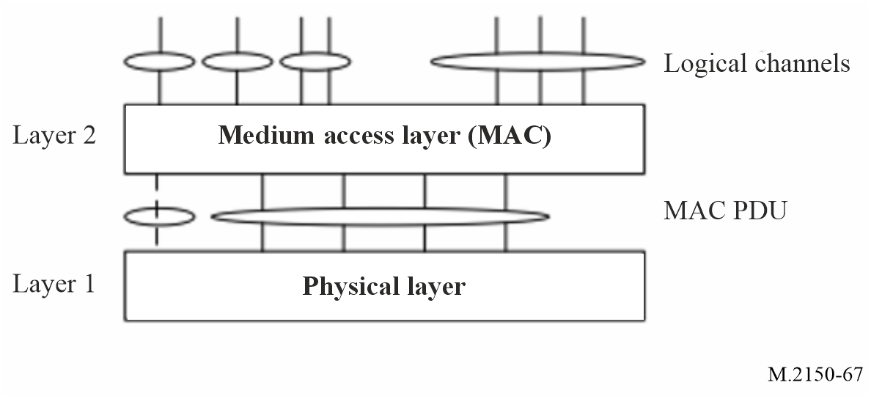 Logical channels
Layer 2
Medium access layer (MAC)
MAC PDU
Layer 1
Physical layer
M.2150-67